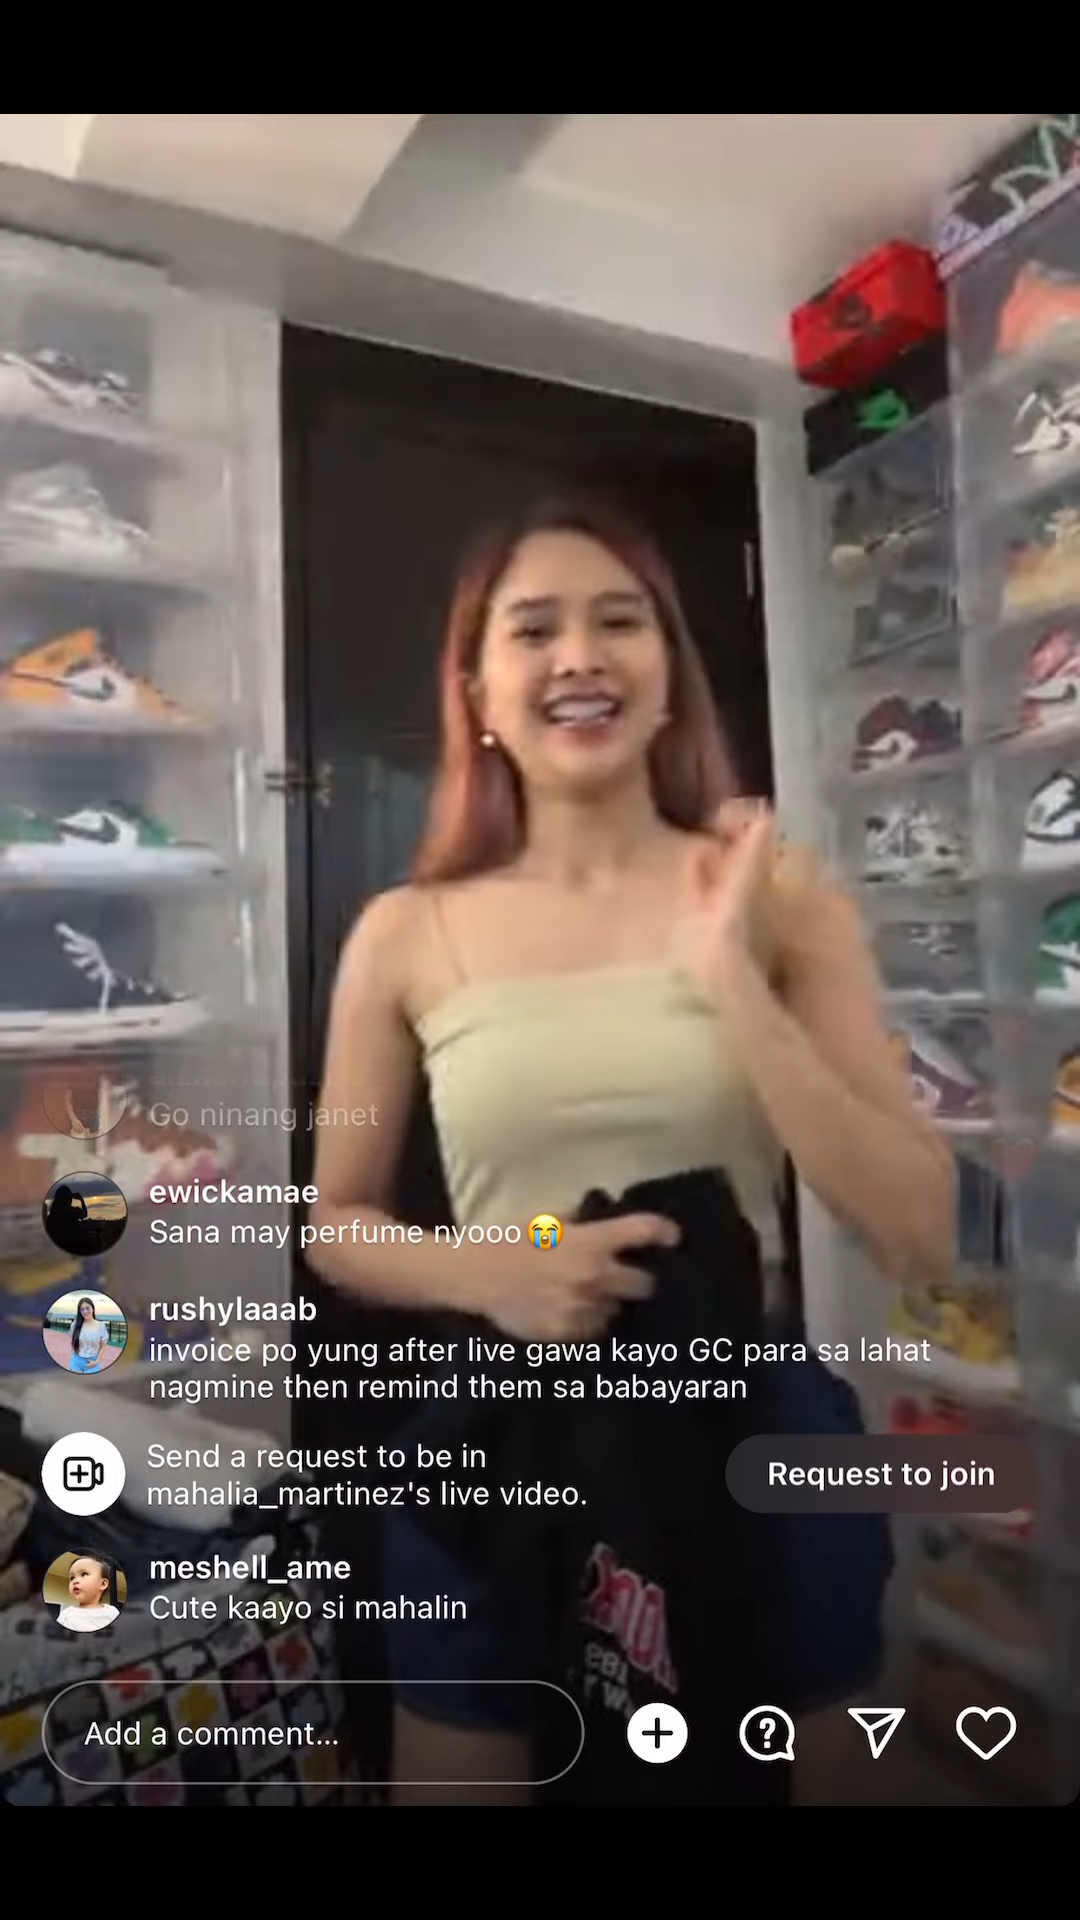 Go ninang janet
ewickamae
Sana may perfume nyooo😭
rushylaaab
invoice po yung after live gawa kayo GC para sa lahat
nagmine then remind them sa babayaran
Send a request to be in
mahalia_martinez's live video.
Request to join
meshell_ame
Cute kaayo si mahalin
Add a comment...